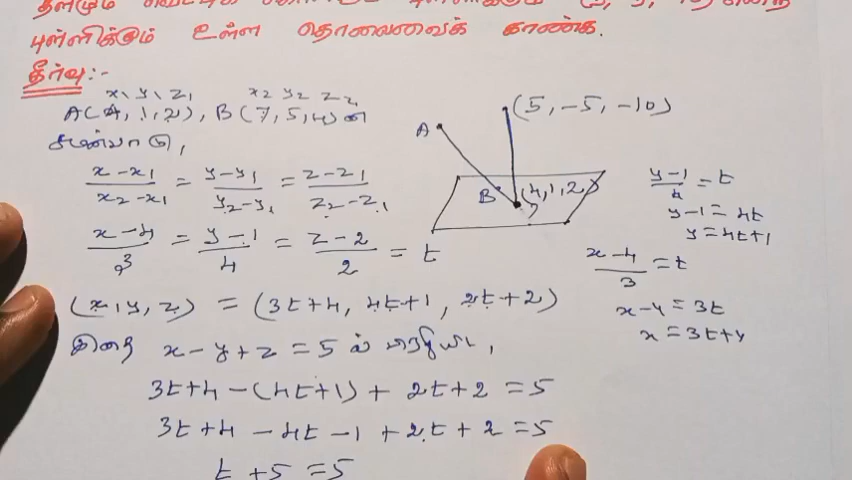 புள்ளிக்கும் உள்ள தொலைவைக் காண்க.
தீர்வு:-
x₁ y₁ z₁ x₂ y₂ z₂
A(4, 1, 2), B(7, 5, 4) ன்
சமன்பாடு,
(x-x₁)/(x₂-x₁) = (y-y₁)/(y₂-y₁) = (z-z₁)/(z₂-z₁)
(x-4)/3 = (y-1)/4 = (z-2)/2 = t
(x, y, z) = (3t+4, 4t+1, 2t+2)
இதை x-y+z=5 ல் பிரதியிட,
3t+4-(4t+1)+2t+2=5
3t+4-4t-1+2t+2=5
t+5=5
A
(5, -5, -10)
B (4, 1, 2)
(y-1)/4 = t
y-1=4t
y=4t+1
(x-4)/3 = t
x-4=3t
x=3t+4